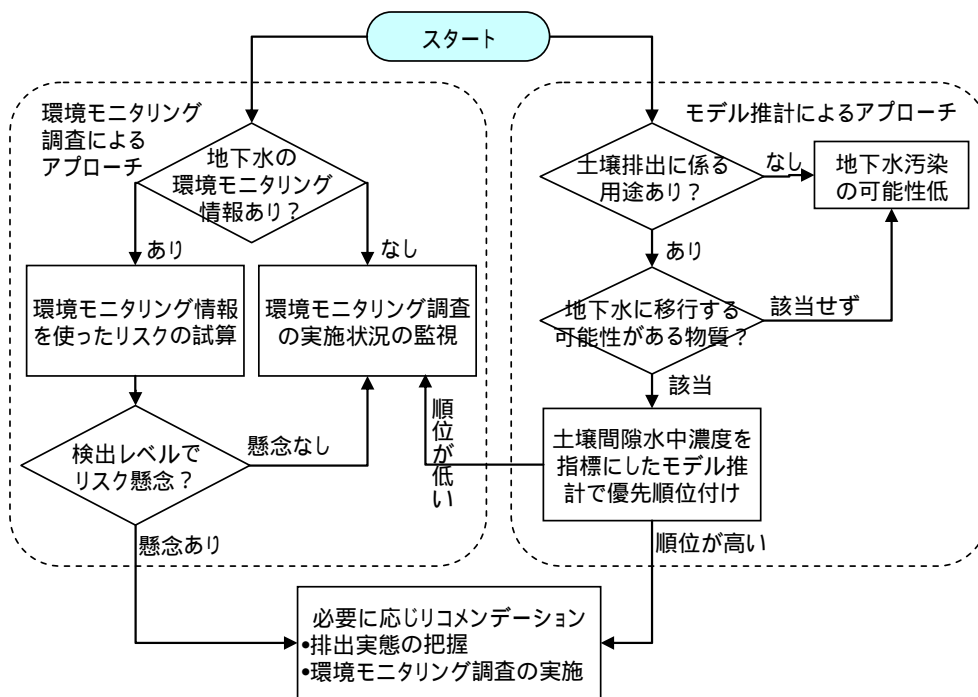 スタート
環境モニタリング
調査による
アプローチ
地下水の
環境モニタリング
情報あり？
あり
なし
環境モニタリング情報
を使ったリスクの試算
環境モニタリング調査
の実施状況の監視
検出レベルで
リスク懸念？
懸念なし
懸念あり
順位が低い
モデル推計によるアプローチ
土壌排出に係る
用途あり？
なし
地下水汚染
の可能性低
あり
地下水に移行する
可能性がある物質？
該当せず
該当
土壌間隙水中濃度を
指標にしたモデル推
計で優先順位付け
順位が高い
必要に応じリコメンデーション
•排出実態の把握
•環境モニタリング調査の実施